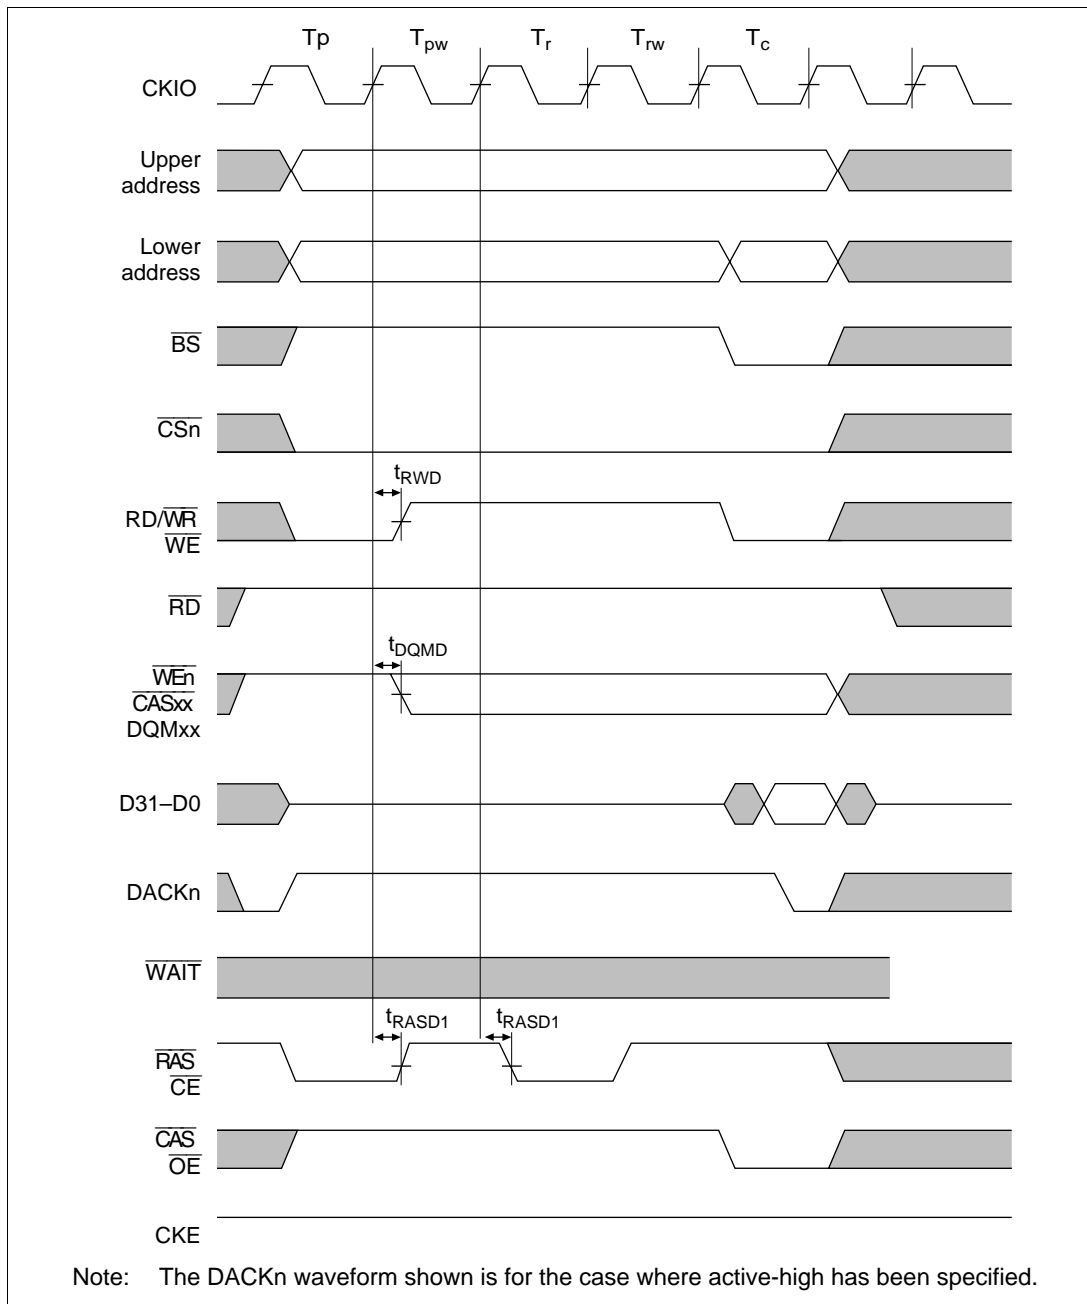 Tp Tpw Tr Trw Tc
CKIO
Upper
address
Lower
address
BS
CSn
tRWD
RD/WR
WE
RD
tDQMD
WEn
CASxx
DQMxx
D31–D0
DACKn
WAIT
tRASD1 tRASD1
RAS
CE
CAS
OE
CKE
Note: The DACKn waveform shown is for the case where active-high has been specified.